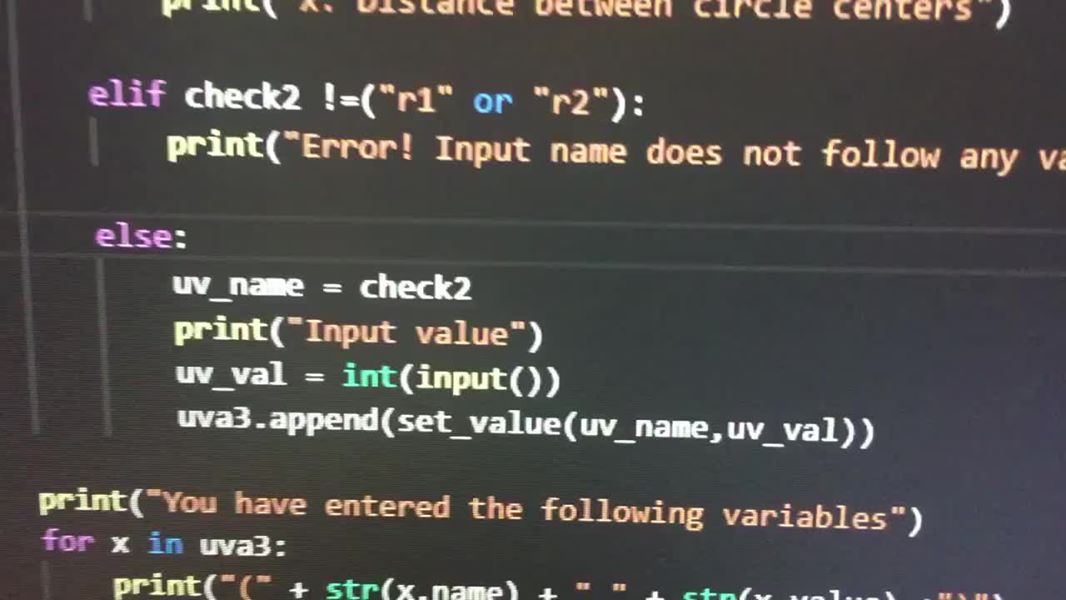 print("x: Distance between circle centers")
elif check2 !=("r1" or "r2"):
print("Error! Input name does not follow any
else:
uv_name = check2
print("Input value")
uv_val = int(input())
uva3.append(set_value(uv_name,uv_val))
print("You have entered the following variables")
for x in uva3:
print("(" + str(x.name) + " " + str(x.value) +")")